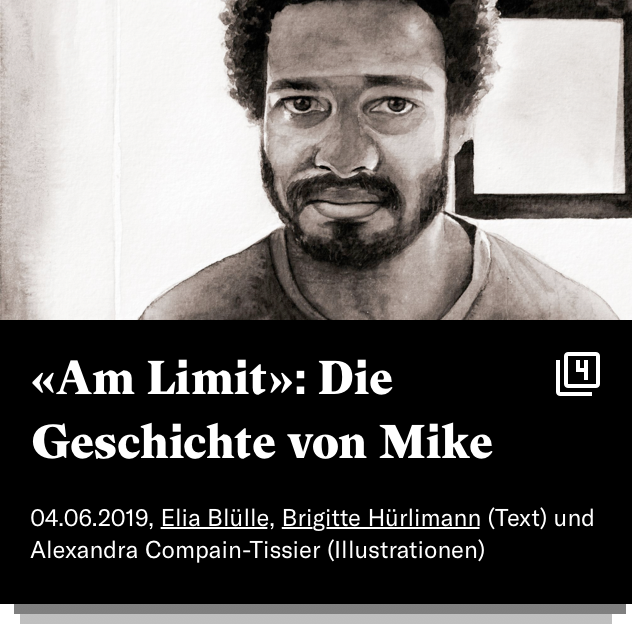 «Am Limit»: Die
4
Geschichte von Mike
04.06.2019, Elia Blülle, Brigitte Hürlimann (Text) und
Alexandra Compain-Tissier (Illustrationen)